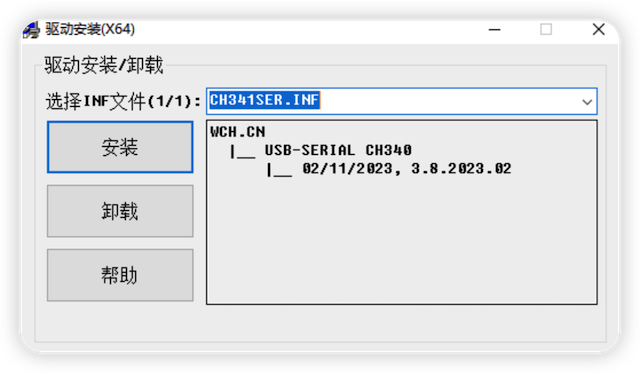 驱动安装(X64)
驱动安装/卸载
选择INF文件(1/1): CH341SER.INF
安装
卸载
帮助
WCH.CN
|__ USB-SERIAL CH340
|__ 02/11/2023, 3.8.2023.02